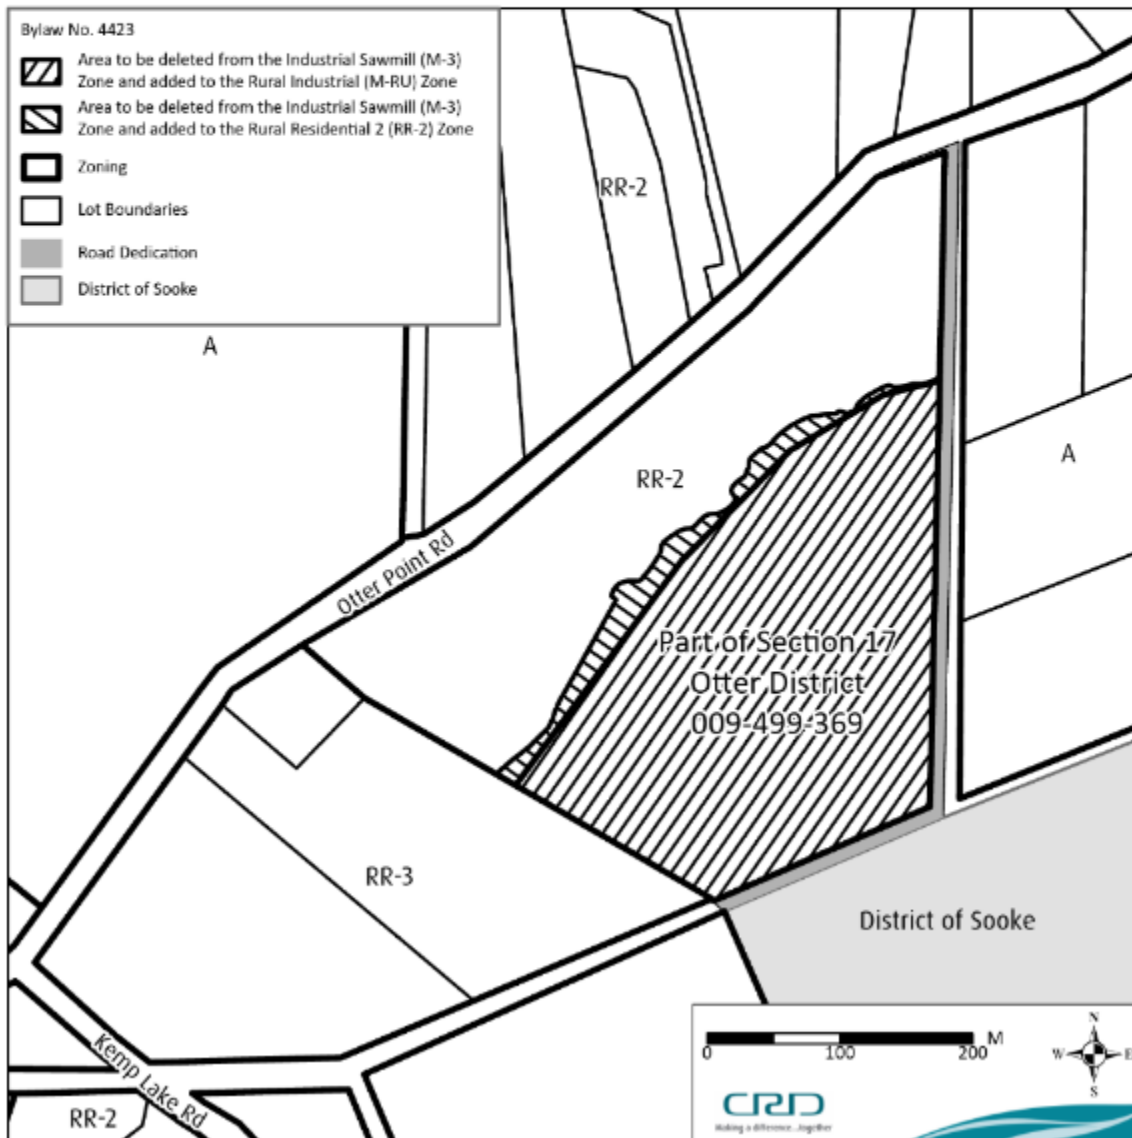 Bylaw No. 4423
Area to be deleted from the Industrial Sawmill (M-3)
Zone and added to the Rural Industrial (M-RU) Zone
Area to be deleted from the Industrial Sawmill (M-3)
Zone and added to the Rural Residential 2 (RR-2) Zone
Zoning
Lot Boundaries
Road Dedication
District of Sooke
RR-2
A
A
RR-2
Otter Point Rd
Part of Section 17
Otter District
009-499-369
RR-3
District of Sooke
Kemp Lake Rd
RR-2
0 100 200 M
N
W E
S
CRD
Making a difference...together